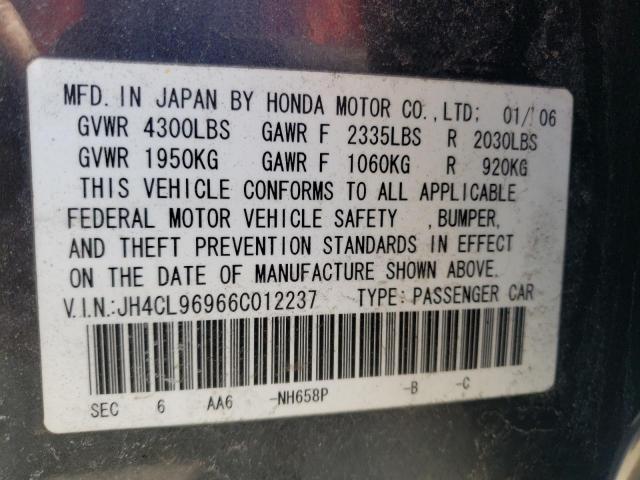 MFD. IN JAPAN BY HONDA MOTOR CO.,LTD; 01/ 06
GVWR 4300LBS GAWR F 2335LBS R 2030LBS
GVWR 1950KG GAWR F 1060KG R 920KG
THIS VEHICLE CONFORMS TO ALL APPLICABLE
FEDERAL MOTOR VEHICLE SAFETY ,BUMPER,
AND THEFT PREVENTION STANDARDS IN EFFECT
ON THE DATE OF MANUFACTURE SHOWN ABOVE.
V.I.N.:JH4CL96966C012237 TYPE: PASSENGER CAR
SEC 6 AA6 -NH658P -B -C